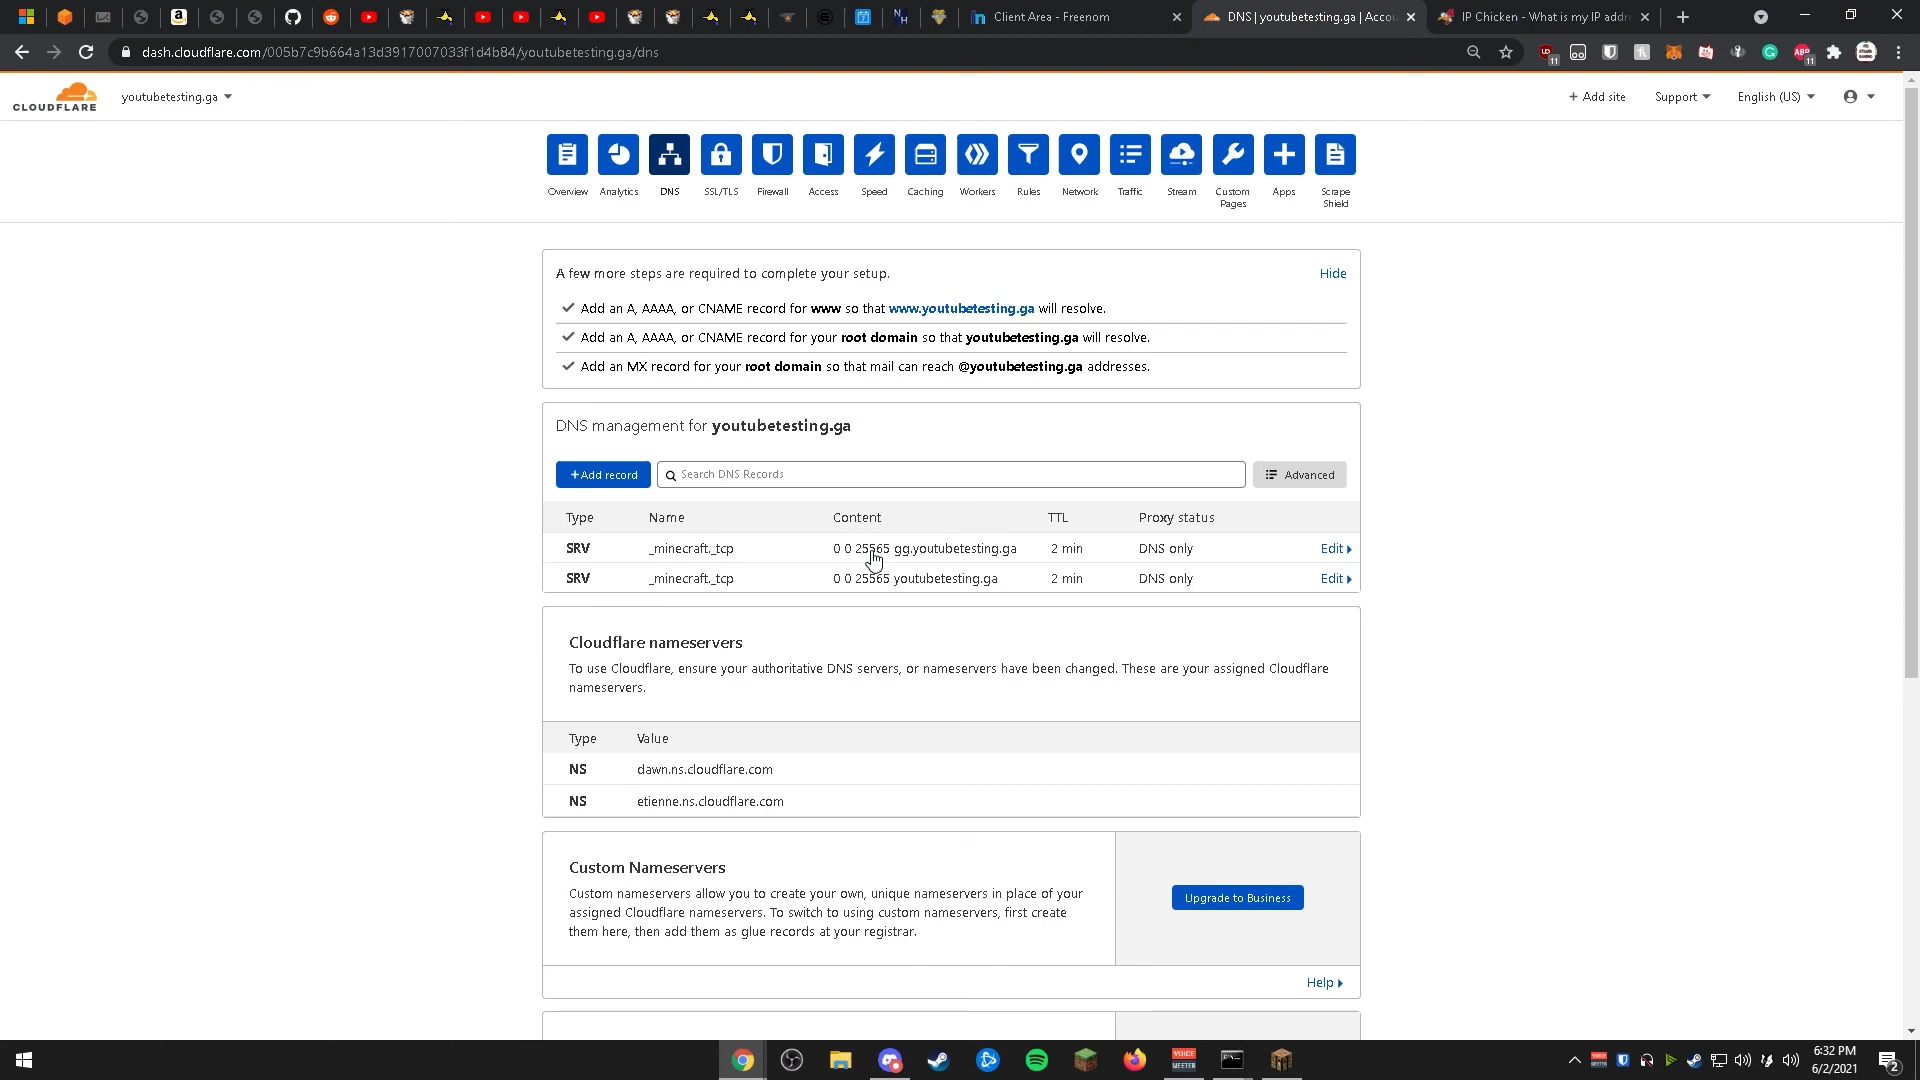 Client Area - Freenom
DNS | youtubetesting.ga | Accou
IP Chicken - What is my IP addre
dash.cloudflare.com/005b7c9b664a13d3917007033f1d4b84/youtubetesting.ga/dns
11
11
CLOUDFLARE
youtubetesting.ga
+ Add site
Support
English (US)
Overview
Analytics
DNS
SSL/TLS
Firewall
Access
Speed
Caching
Workers
Rules
Network
Traffic
Stream
Custom Pages
Apps
Scrape Shield
A few more steps are required to complete your setup.
Hide
Add an A, AAAA, or CNAME record for www so that www.youtubetesting.ga will resolve.
Add an A, AAAA, or CNAME record for your root domain so that youtubetesting.ga will resolve.
Add an MX record for your root domain so that mail can reach @youtubetesting.ga addresses.
DNS management for youtubetesting.ga
+Add record
Search DNS Records
Advanced
Type Name Content TTL Proxy status
SRV _minecraft._tcp 0 0 25565 gg.youtubetesting.ga 2 min DNS only Edit
SRV _minecraft._tcp 0 0 25565 youtubetesting.ga 2 min DNS only Edit
Cloudflare nameservers
To use Cloudflare, ensure your authoritative DNS servers, or nameservers have been changed. These are your assigned Cloudflare
nameservers.
Type Value
NS dawn.ns.cloudflare.com
NS etienne.ns.cloudflare.com
Custom Nameservers
Custom nameservers allow you to create your own, unique nameservers in place of your
assigned Cloudflare nameservers. To switch to using custom nameservers, first create
them here, then add them as glue records at your registrar.
Upgrade to Business
Help
VOICE
MEETER
6:32 PM
6/2/2021
2